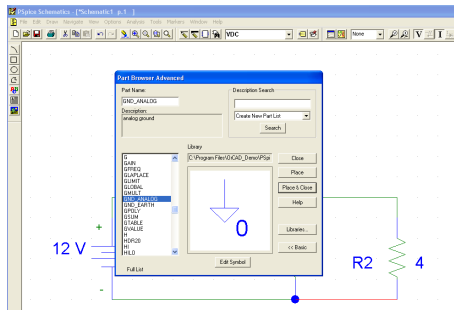 PSpice Schematics - [*Schematic1 p.1 ]
File Edit Draw Navigate View Options Analysis Tools Markers Window Help
VDC
None
V I
Part Browser Advanced
Part Name:
GND_ANALOG
Description:
analog ground
Description Search
Create New Part
List
Search
Library
C:\Program Files\OrCAD_Demo\PSpi
G
GAIN
GFREQ
GLAPLACE
GLIMIT
GLOBAL
GMULT
GND_ANALOG
GND_EARTH
GPOLY
GSUM
GTABLE
GVALUE
H
HDR20
HI
HILO
Full List
0
Edit Symbol
Close
Place
Place & Close
Help
Libraries...
<< Basic
+
12 V
-
R2
4